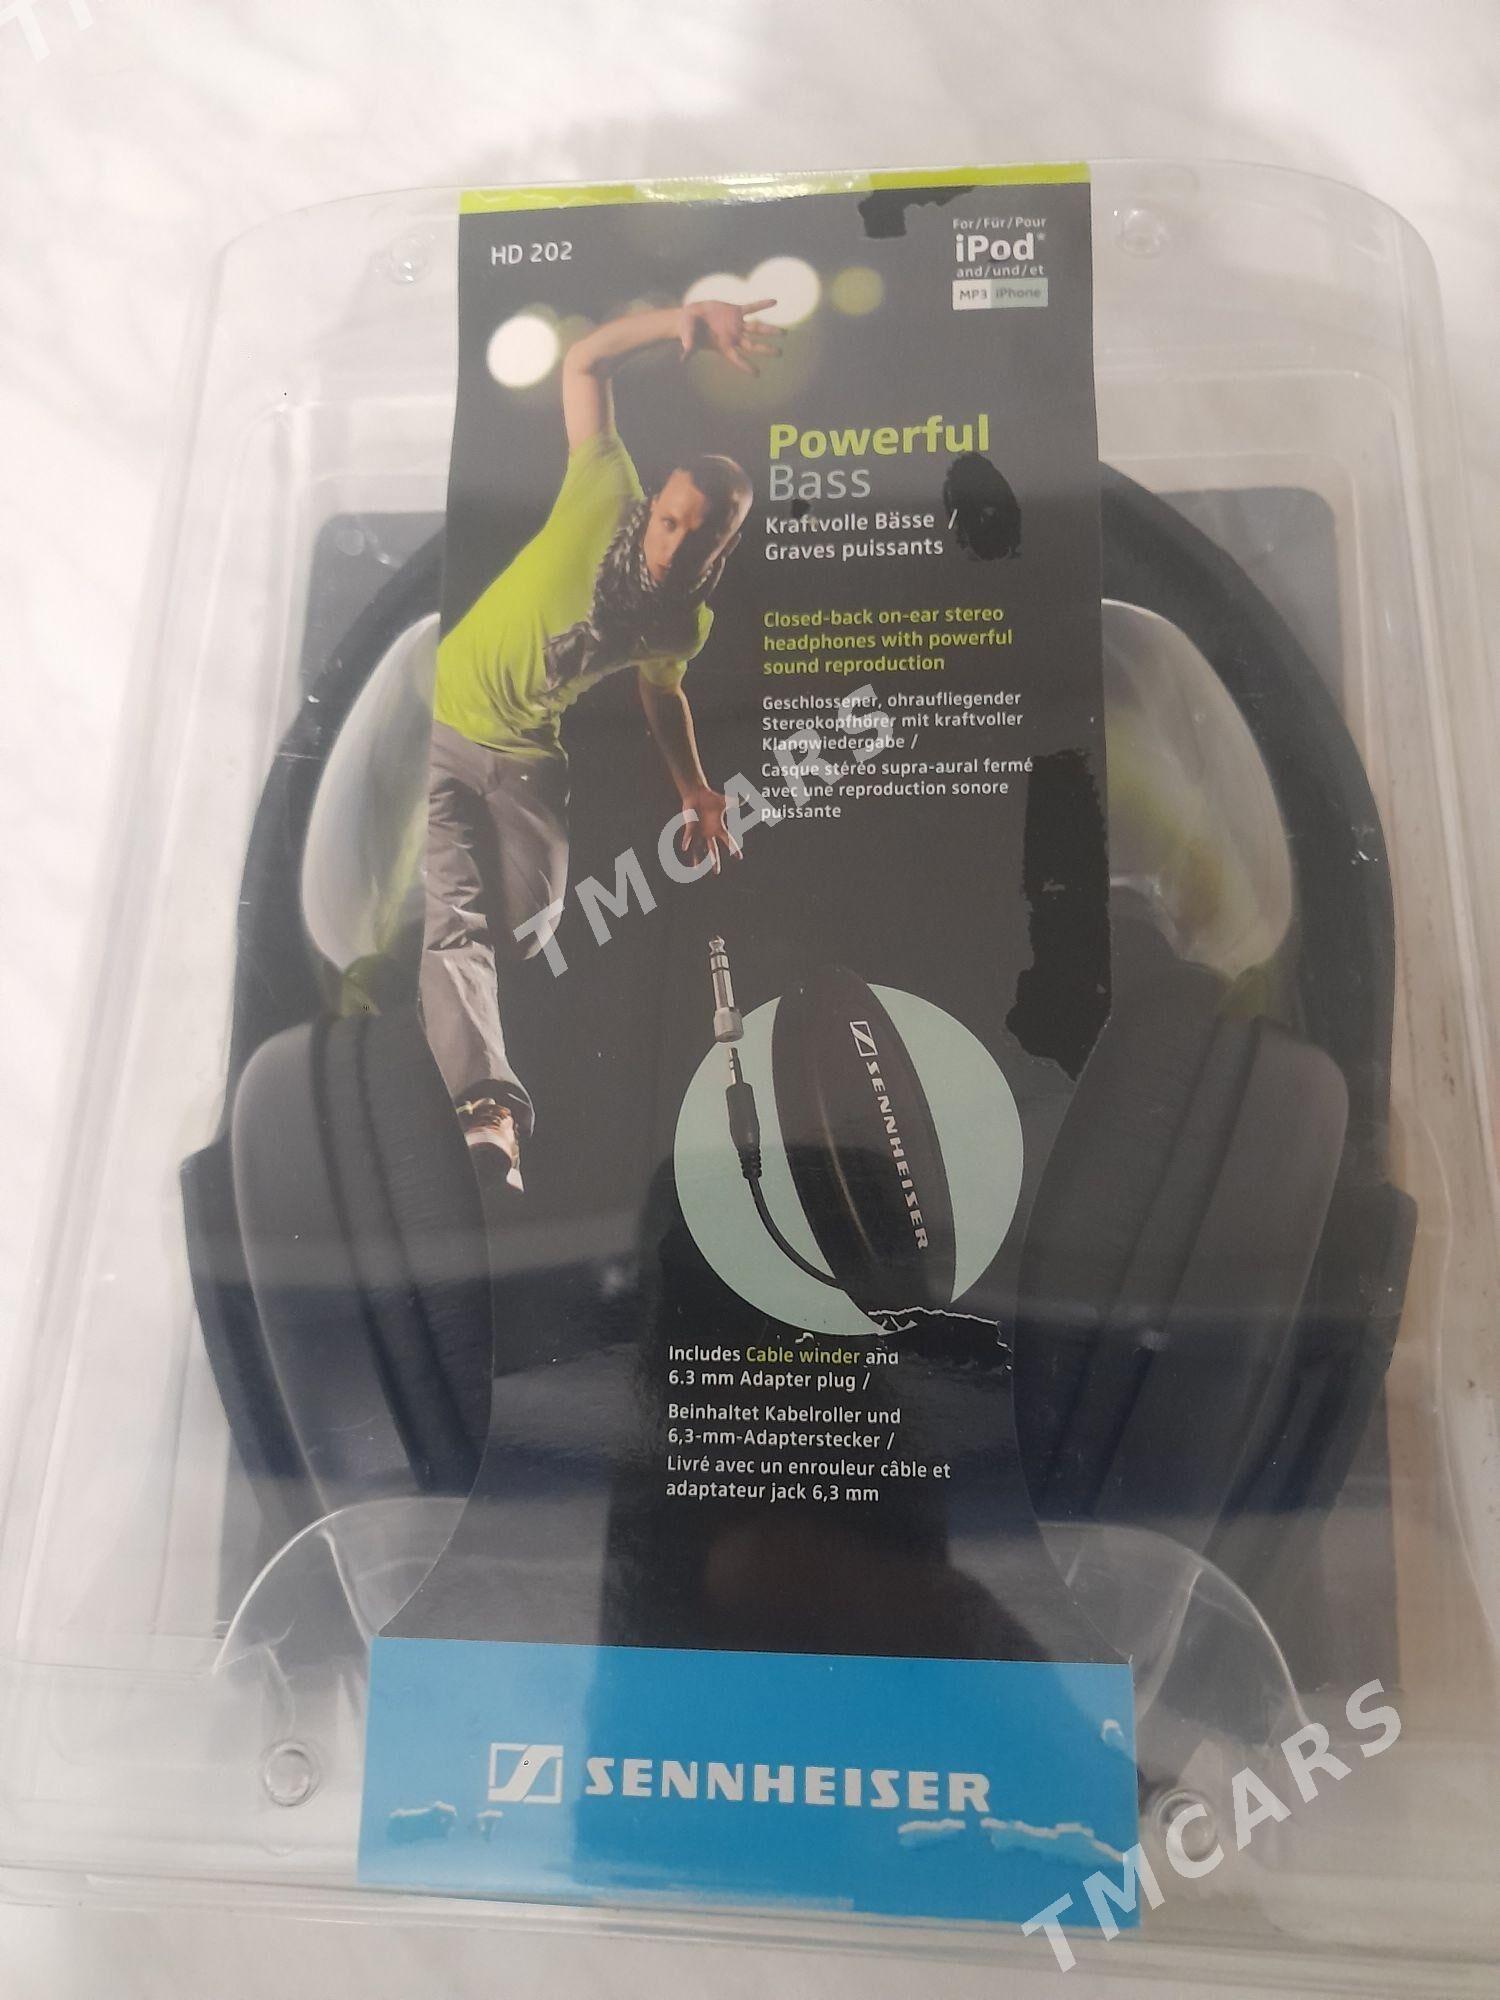 HD 202
For/Für/Pour
iPod*
and/und/et
MP3 iPhone
Powerful
Bass
Kraftvolle Bässe /
Graves puissants
Closed-back on-ear stereo
headphones with powerful
sound reproduction
Geschlossener, ohraufliegender
Stereokopfhörer mit kraftvoller
Klangwiedergabe /
Casque stéréo supra-aural fermé
avec une reproduction sonore
puissante
TMCARS
SENNHEISER
Includes Cable winder and
6.3 mm Adapter plug /
Beinhaltet Kabelroller und
6,3-mm-Adapterstecker /
Livré avec un enrouleur câble et
adaptateur jack 6,3 mm
SENNHEISER
TMCARS